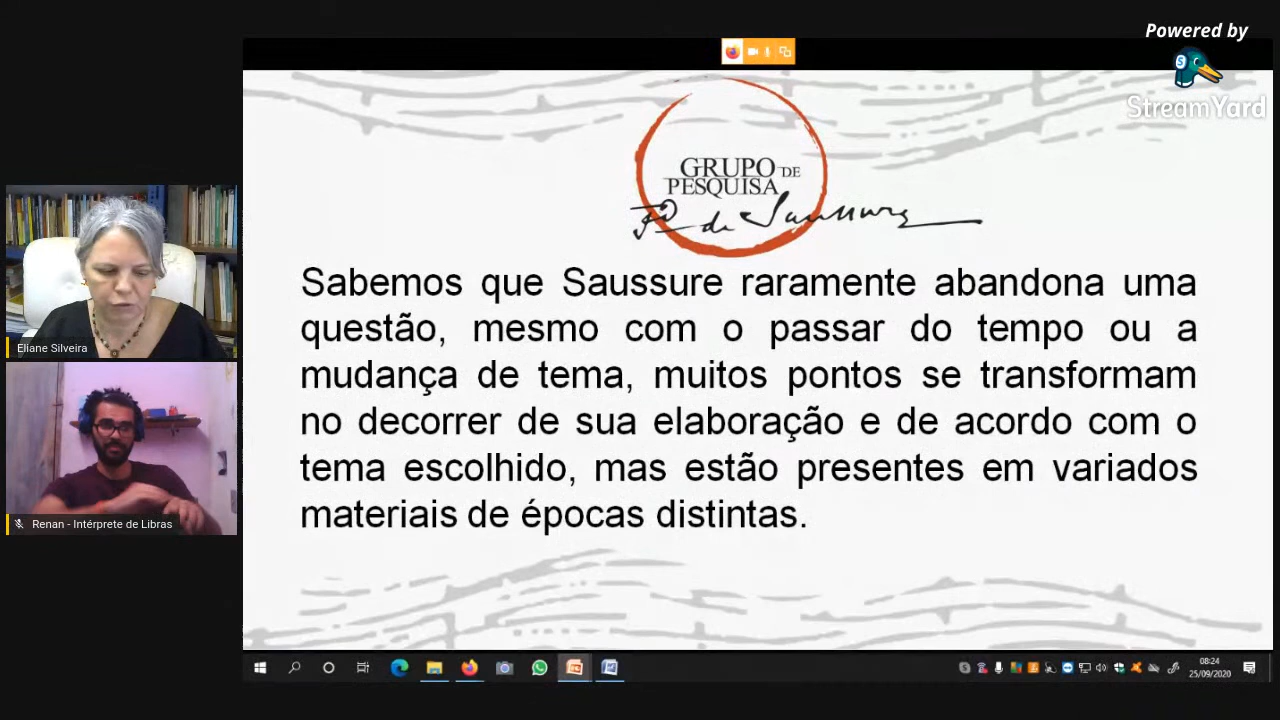 Powered by
StreamYard
GRUPO DE
PESQUISA
F. de Saussure
Sabemos que Saussure raramente abandona uma
questão, mesmo com o passar do tempo ou a
mudança de tema, muitos pontos se transformam
no decorrer de sua elaboração e de acordo com o
tema escolhido, mas estão presentes em variados
materiais de épocas distintas.
Eliane Silveira
Renan - Intérprete de Libras
08:24
25/09/2020